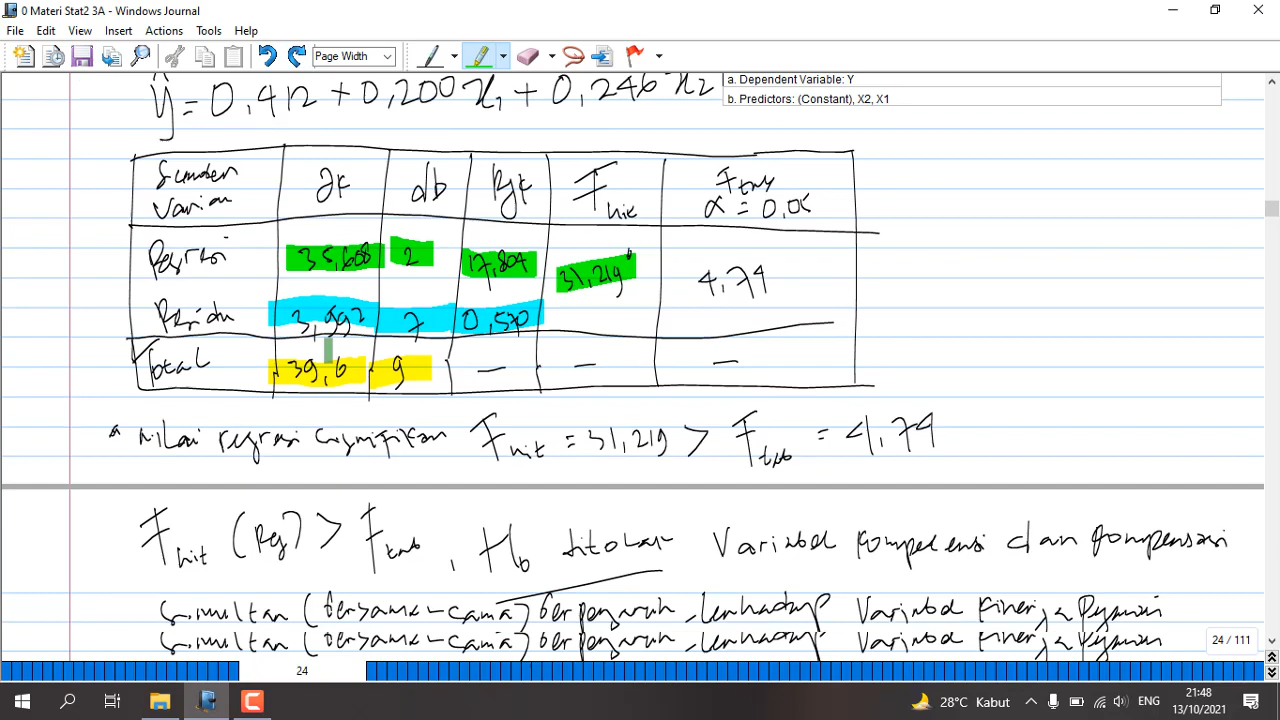 0 Materi Stat2 3A - Windows Journal
File Edit View Insert Actions Tools Help
Page Width
ŷ = 0,412 + 0,200 x₁ + 0,246 x₂
a. Dependent Variable: Y
b. Predictors: (Constant), X2, X1
Sumber Varian JK db RJK F hit F tab α = 0,05
Regresi 35,608 2 17,804 31,219* 4,74
Residu 3,992 7 0,570
Total 39,6 9 — — —
* nilai regresi signifikan F hit = 31,219 > F tab = 4,74
F hit (Reg) > F tab , H₀ ditolak Variabel Kompetensi dan Kompensasi
Simultan (bersama-sama) berpengaruh terhadap Variabel Kinerja Pegawai
Simultan (bersama-sama) berpengaruh terhadap Variabel Kinerja Pegawai
24 / 111
24
28°C Kabut ENG 21:48 13/10/2021